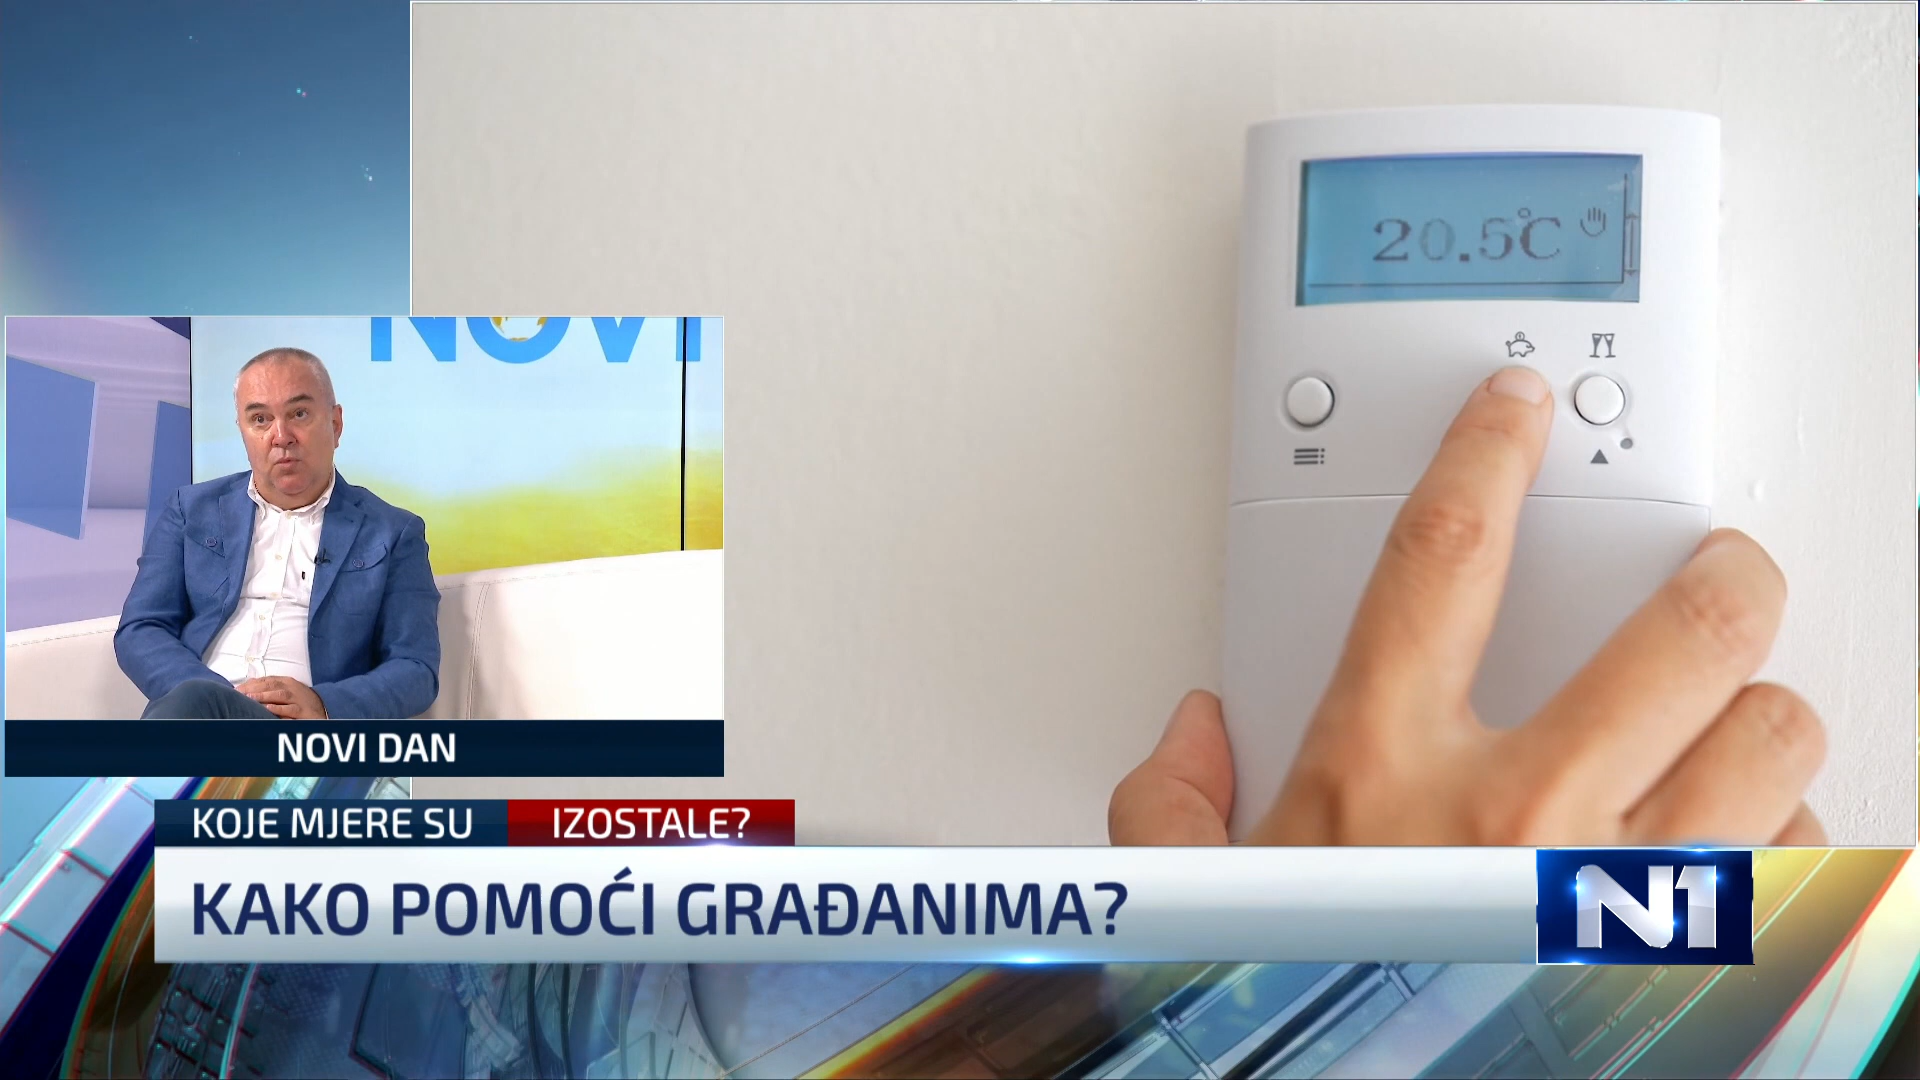 20.5°C
NOVI
NOVI DAN
KOJE MJERE SU IZOSTALE?
KAKO POMOĆI GRAĐANIMA?
N1